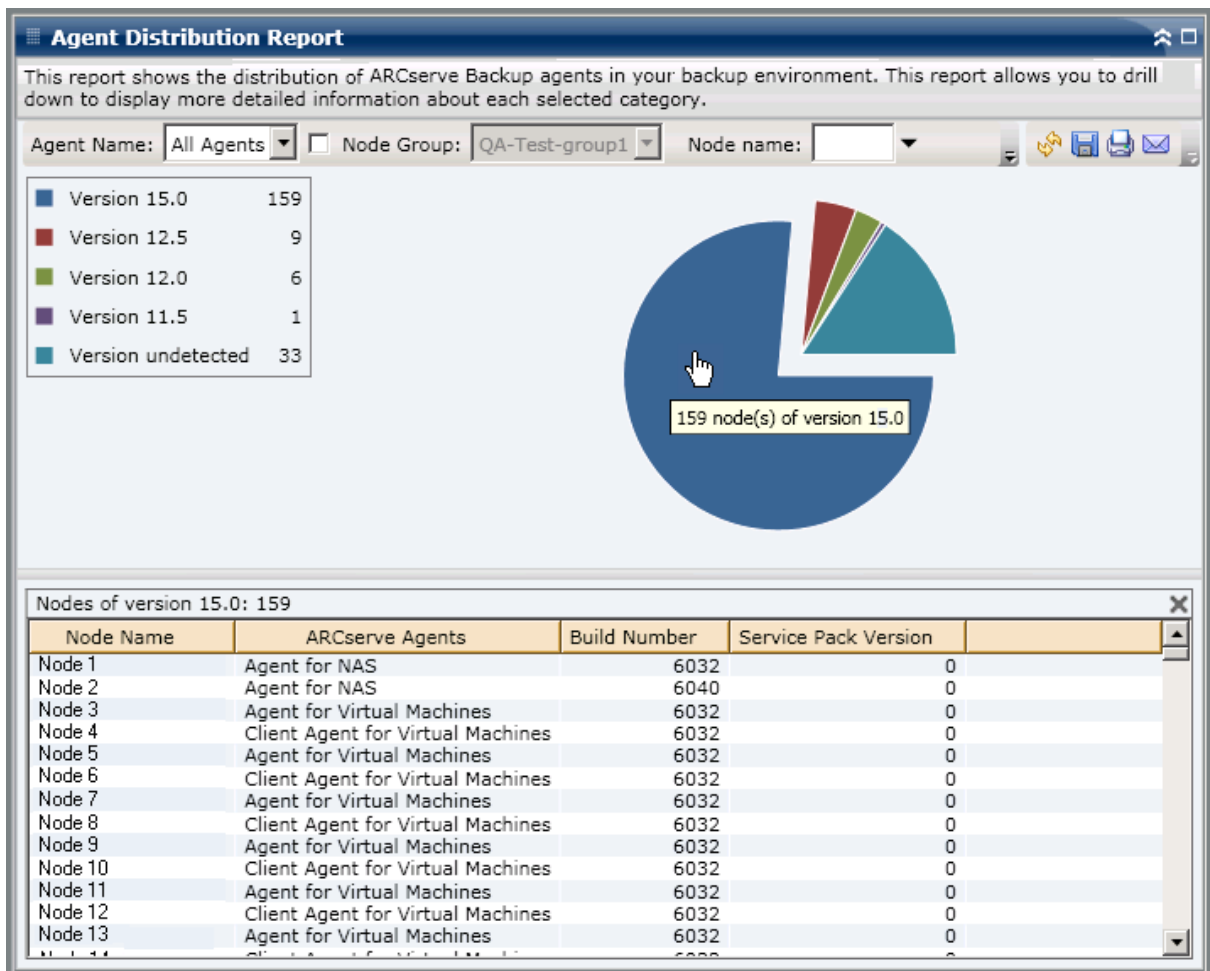 Agent Distribution Report
This report shows the distribution of ARCserve Backup agents in your backup environment. This report allows you to drill
down to display more detailed information about each selected category.
Agent Name: All Agents Node Group: QA-Test-group1 Node name:
Version 15.0 159
Version 12.5 9
Version 12.0 6
Version 11.5 1
Version undetected 33
159 node(s) of version 15.0
Nodes of version 15.0: 159
Node Name ARCserve Agents Build Number Service Pack Version
Node 1 Agent for NAS 6032 0
Node 2 Agent for NAS 6040 0
Node 3 Agent for Virtual Machines 6032 0
Node 4 Client Agent for Virtual Machines 6032 0
Node 5 Agent for Virtual Machines 6032 0
Node 6 Client Agent for Virtual Machines 6032 0
Node 7 Agent for Virtual Machines 6032 0
Node 8 Client Agent for Virtual Machines 6032 0
Node 9 Agent for Virtual Machines 6032 0
Node 10 Client Agent for Virtual Machines 6032 0
Node 11 Agent for Virtual Machines 6032 0
Node 12 Client Agent for Virtual Machines 6032 0
Node 13 Agent for Virtual Machines 6032 0